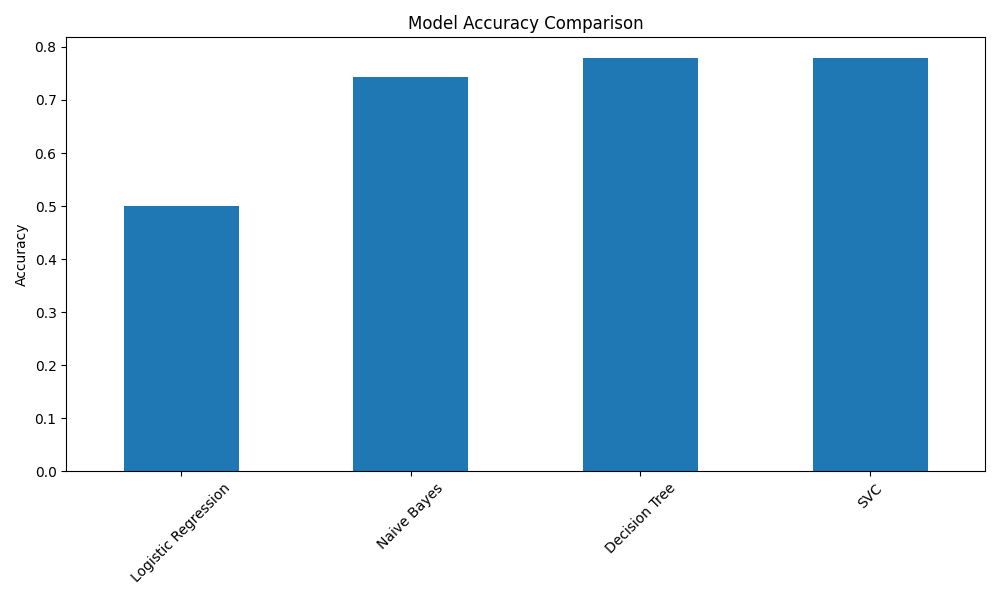 Model Accuracy Comparison
Accuracy
0.8
0.7
0.6
0.5
0.4
0.3
0.2
0.1
0.0
Logistic Regression
Naive Bayes
Decision Tree
SVC